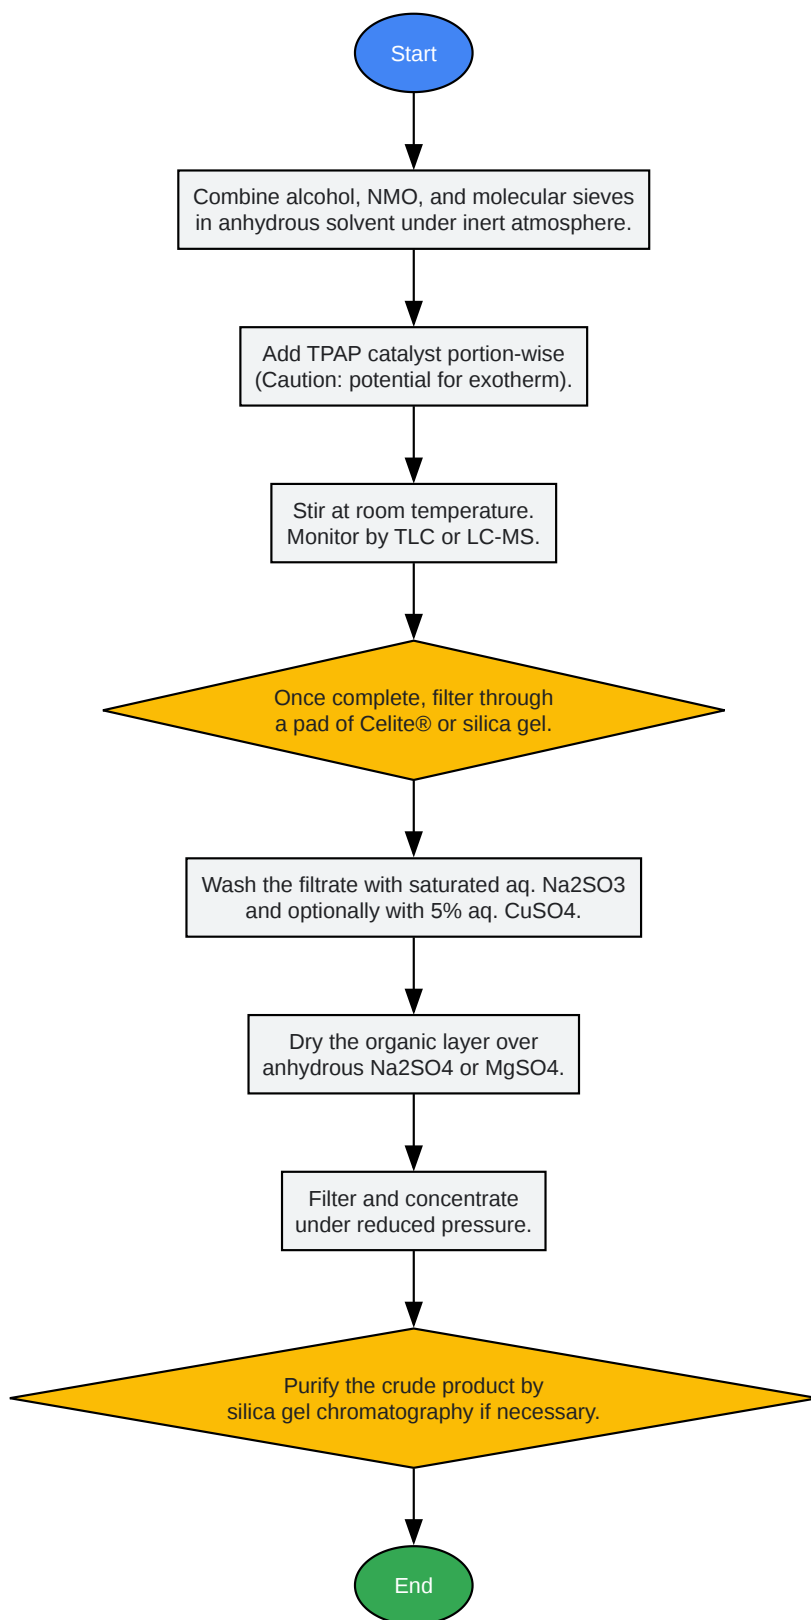 Start
Combine alcohol, NMO, and molecular sieves
in anhydrous solvent under inert atmosphere.
Add TPAP catalyst portion-wise
(Caution: potential for exotherm).
Stir at room temperature.
Monitor by TLC or LC-MS.
Once complete, filter through
a pad of Celite® or silica gel.
Wash the filtrate with saturated aq. Na2SO3
and optionally with 5% aq. CuSO4.
Dry the organic layer over
anhydrous Na2SO4 or MgSO4.
Filter and concentrate
under reduced pressure.
Purify the crude product by
silica gel chromatography if necessary.
End